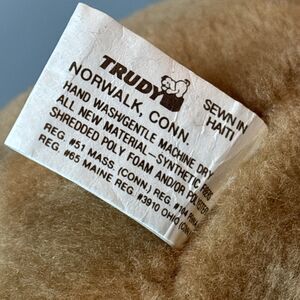 TRUDY
NORWALK, CONN.
SEWN IN
HAITI
HAND WASH/GENTLE MACHINE DRY
ALL NEW MATERIAL—SYNTHETIC
SHREDDED POLY FOAM AND/OR
REG. #51 MASS. (CONN.) REG.
REG. #65 MAINE REG. #3910 OHIO